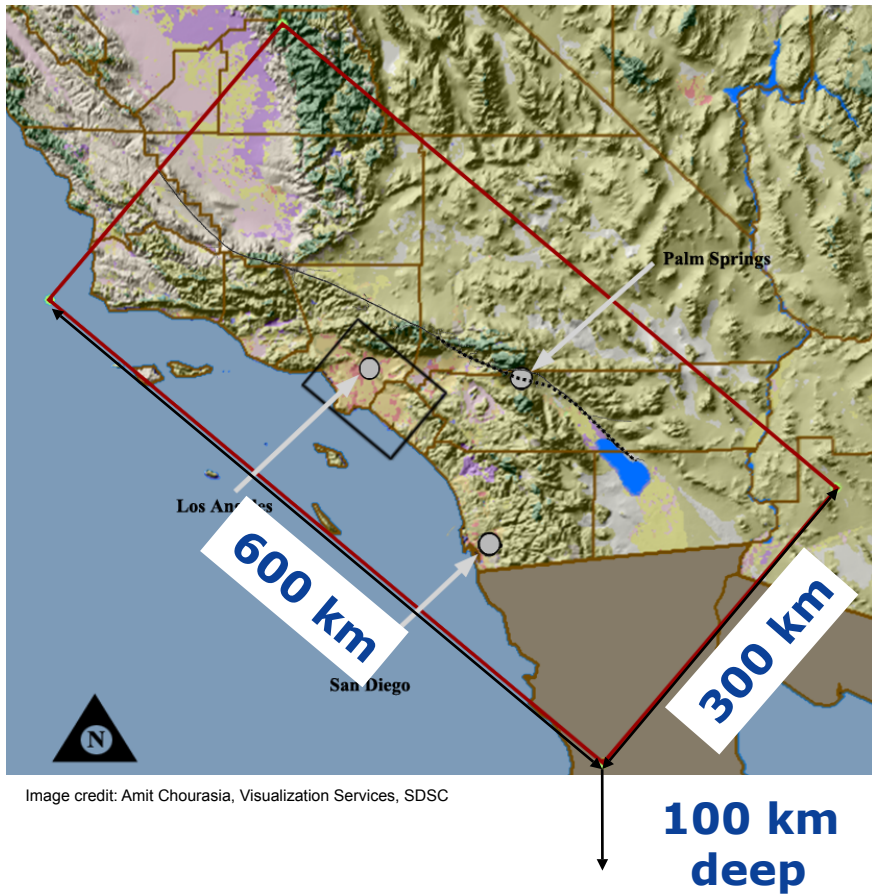 Palm Springs
Los Angeles
600 km
San Diego
300 km
N
Image credit: Amit Chourasia, Visualization Services, SDSC
100 km
deep